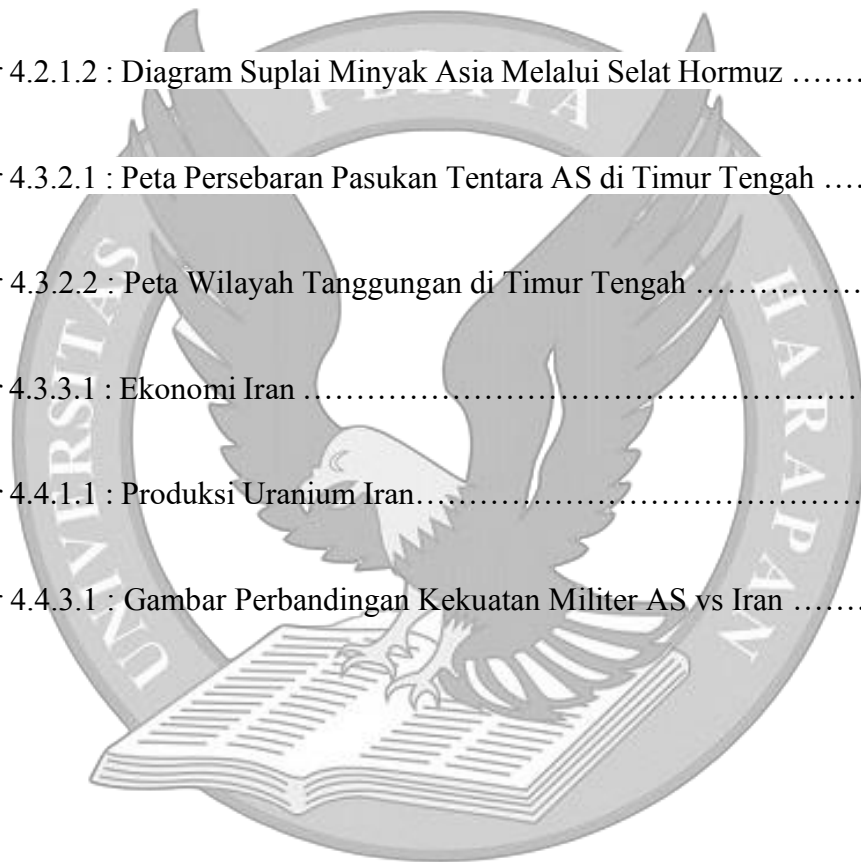 r 4.2.1.2 : Diagram Suplai Minyak Asia Melalui Selat Hormuz …….
PELITA
r 4.3.2.1 : Peta Persebaran Pasukan Tentara AS di Timur Tengah ….
r 4.3.2.2 : Peta Wilayah Tanggungan di Timur Tengah ……………..
r 4.3.3.1 : Ekonomi Iran ………………………………………………
r 4.4.1.1 : Produksi Uranium Iran……………………………………
r 4.4.3.1 : Gambar Perbandingan Kekuatan Militer AS vs Iran …….
UNIVERSITAS
HARAPAN